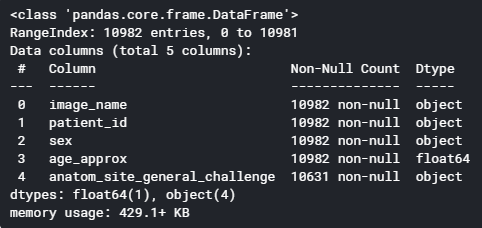 <class 'pandas.core.frame.DataFrame'>
RangeIndex: 10982 entries, 0 to 10981
Data columns (total 5 columns):
 #   Column                         Non-Null Count  Dtype
---  ------                         --------------  -----
 0   image_name                     10982 non-null  object
 1   patient_id                     10982 non-null  object
 2   sex                            10982 non-null  object
 3   age_approx                     10982 non-null  float64
 4   anatom_site_general_challenge  10631 non-null  object
dtypes: float64(1), object(4)
memory usage: 429.1+ KB